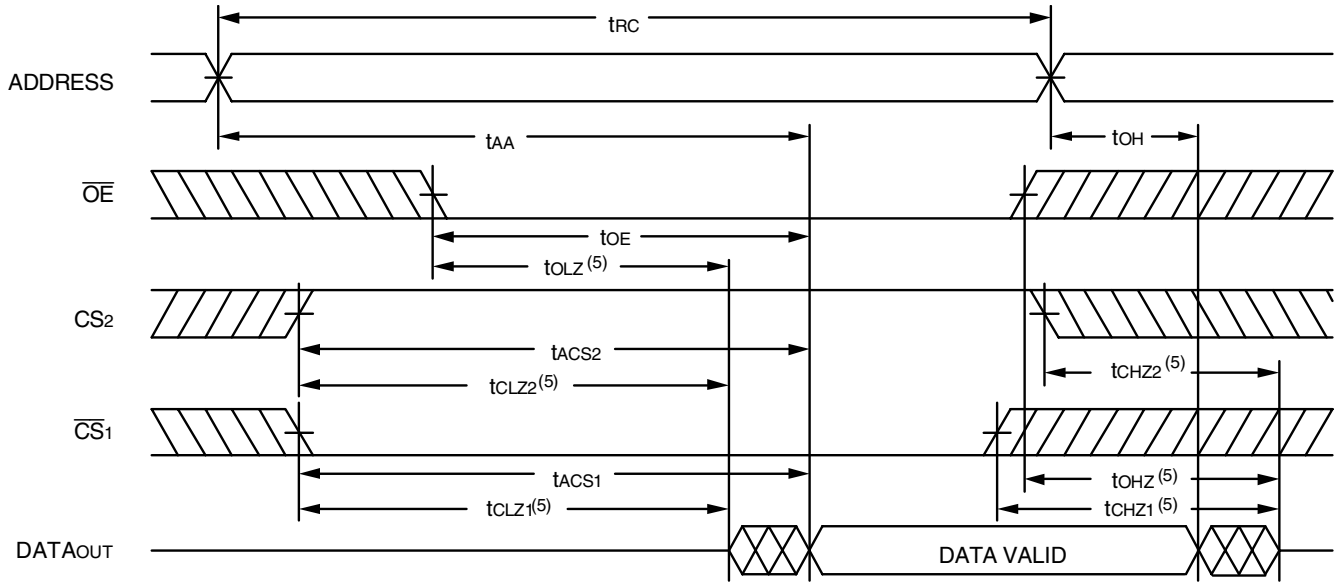 tRC
ADDRESS
tAA
tOH
OE
tOE
tOLZ (5)
CS2
tACS2
tCLZ2(5)
tCHZ2(5)
CS1
tACS1
tOHZ (5)
tCLZ1(5)
tCHZ1(5)
DATAOUT
DATA VALID